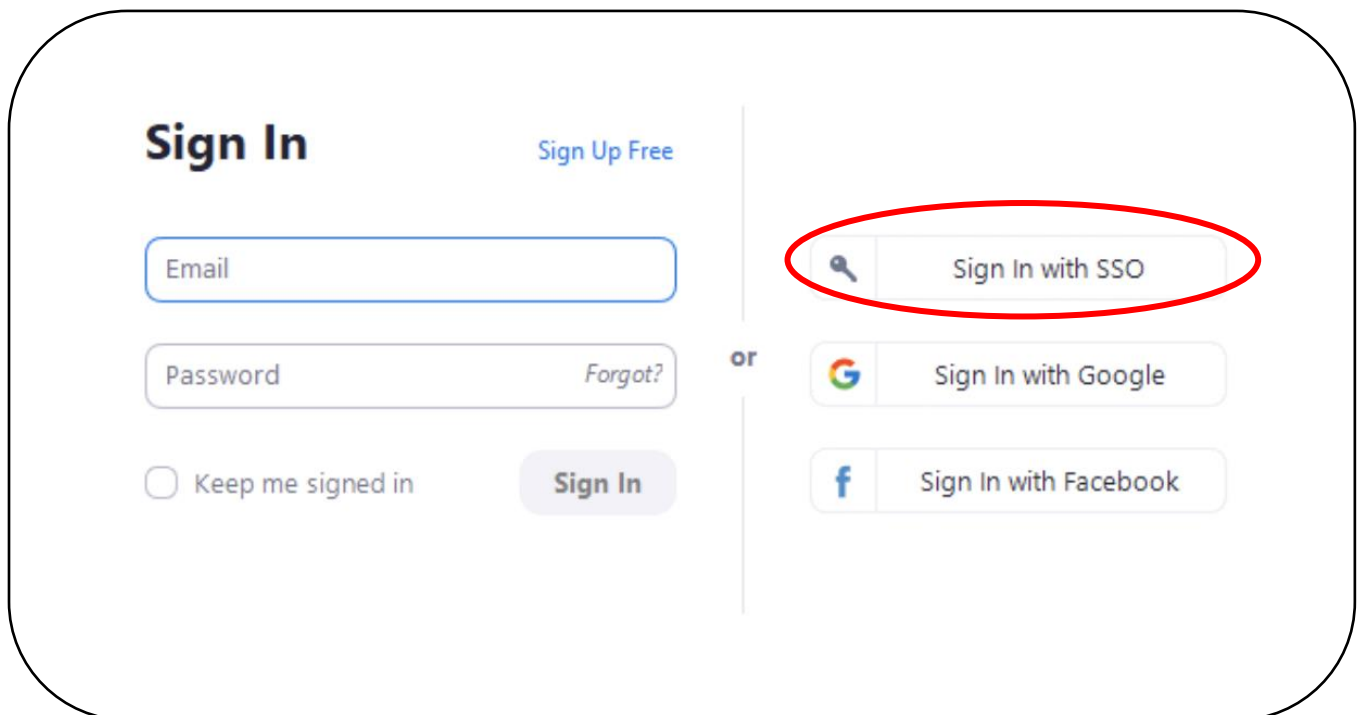 Sign In
Sign Up Free
Email
Password
Forgot?
Keep me signed in
Sign In
or
Sign In with SSO
Sign In with Google
Sign In with Facebook